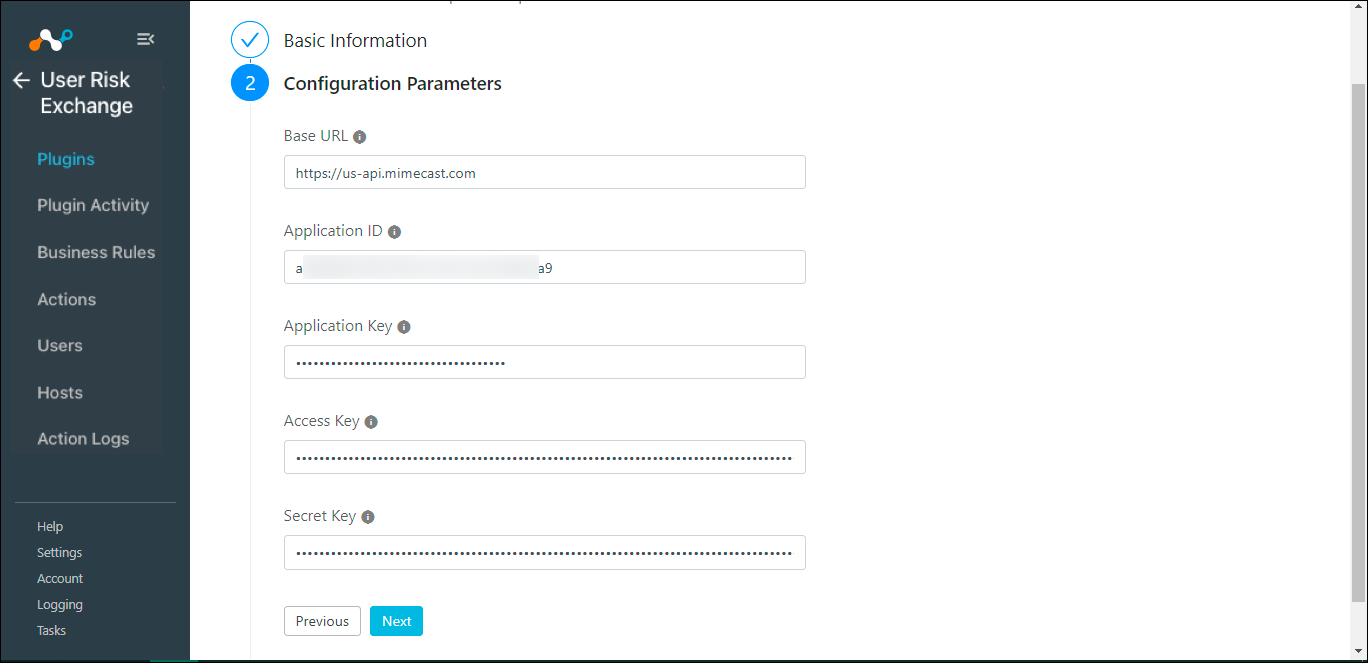 User Risk
Exchange
Plugins
Plugin Activity
Business Rules
Actions
Users
Hosts
Action Logs
Help
Settings
Account
Logging
Tasks
Basic Information
2
Configuration Parameters
Base URL
https://us-api.mimecast.com
Application ID
a a9
Application Key
Access Key
Secret Key
Previous
Next